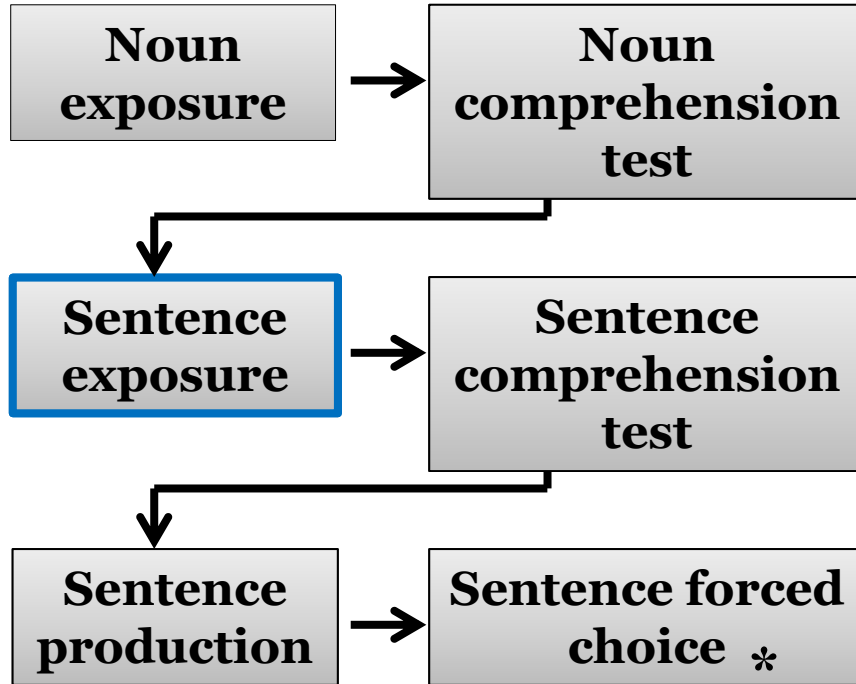 Noun
exposure
Noun
comprehension
test
Sentence
exposure
Sentence
comprehension
test
Sentence
production
Sentence forced
choice *